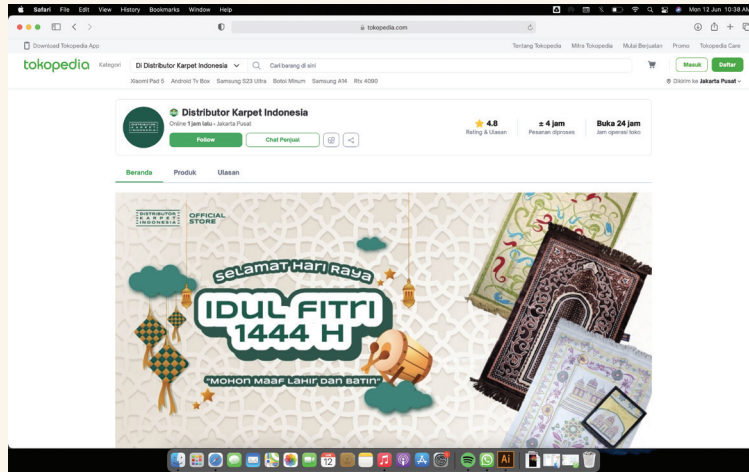 Safari File Edit View History Bookmarks Window Help
Mon 12 Jun 10:38 AM
tokopedia.com
Download Tokopedia App
Tentang Tokopedia Mitra Tokopedia Mulai Berjualan Promo Tokopedia Care
tokopedia Kategori Di Distributor Karpet Indonesia Cari barang di sini Masuk Daftar
Xiaomi Pad 5 Android Tv Box Samsung S23 Ultra Botol Minum Samsung A14 Rtx 4090 Dikirim ke Jakarta Pusat
DISTRIBUTOR
KARPET
INDONESIA
Distributor Karpet Indonesia
Online 1 jam lalu • Jakarta Pusat
Follow Chat Penjual
4.8
Rating & Ulasan
± 4 jam
Pesanan diproses
Buka 24 jam
Jam operasi toko
Beranda Produk Ulasan
DISTRIBUTOR
KARPET
INDONESIA
OFFICIAL
STORE
SELAMAT HARI RAYA
IDUL FITRI
1444 H
"MOHON MAAF LAHIR DAN BATIN"
12
Ai